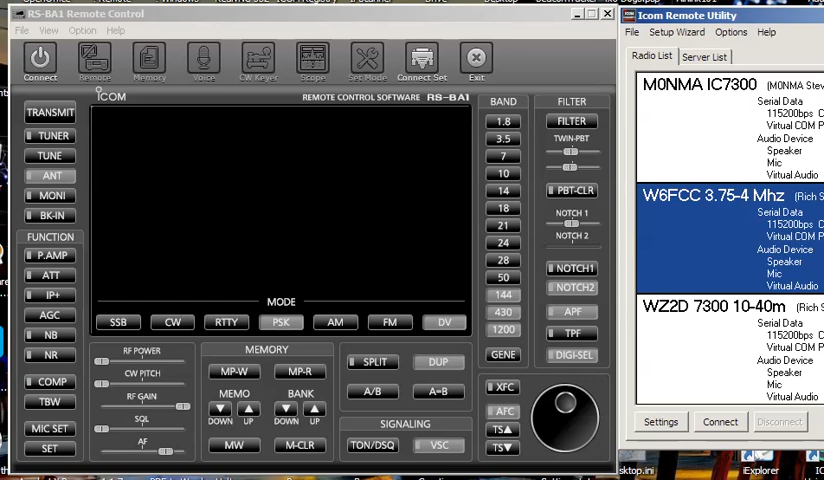 RS-BA1 Remote Control
File View Option Help
Connect Remote Memory Voice CW Keyer Scope Set Mode Connect Set Exit
ICOM REMOTE CONTROL SOFTWARE RS-BA1
TRANSMIT
TUNER
TUNE
ANT
MONI
BK-IN
FUNCTION
P.AMP
ATT
IP+
AGC
NB
NR
COMP
TBW
MIC SET
SET
MODE
SSB CW RTTY PSK AM FM DV
RF POWER
CW PITCH
RF GAIN
SQL
AF
MEMORY
MP-W MP-R
MEMO BANK
DOWN UP DOWN UP
MW M-CLR
SPLIT DUP
A/B A=B
SIGNALING
TON/DSQ VSC
BAND
1.8
3.5
7
10
14
18
21
24
28
50
144
430
1200
GENE
XFC
AFC
TS▲
TS▼
FILTER
FILTER
TWIN-PBT
PBT-CLR
NOTCH 1
NOTCH 2
NOTCH1
NOTCH2
APF
TPF
DIGI-SEL
Icom Remote Utility
File Setup Wizard Options Help
Radio List Server List
M0NMA IC7300 (M0NMA Stev
Serial Data
115200bps C
Virtual COM P
Audio Device
Speaker
Mic
Virtual Audio
W6FCC 3.75-4 Mhz (Rich S
Serial Data
115200bps C
Virtual COM P
Audio Device
Speaker
Mic
Virtual Audio
WZ2D 7300 10-40m (Rich S
Serial Data
115200bps C
Virtual COM P
Audio Device
Speaker
Mic
Virtual Audio
Settings Connect Disconnect
sktop.ini iExplorer